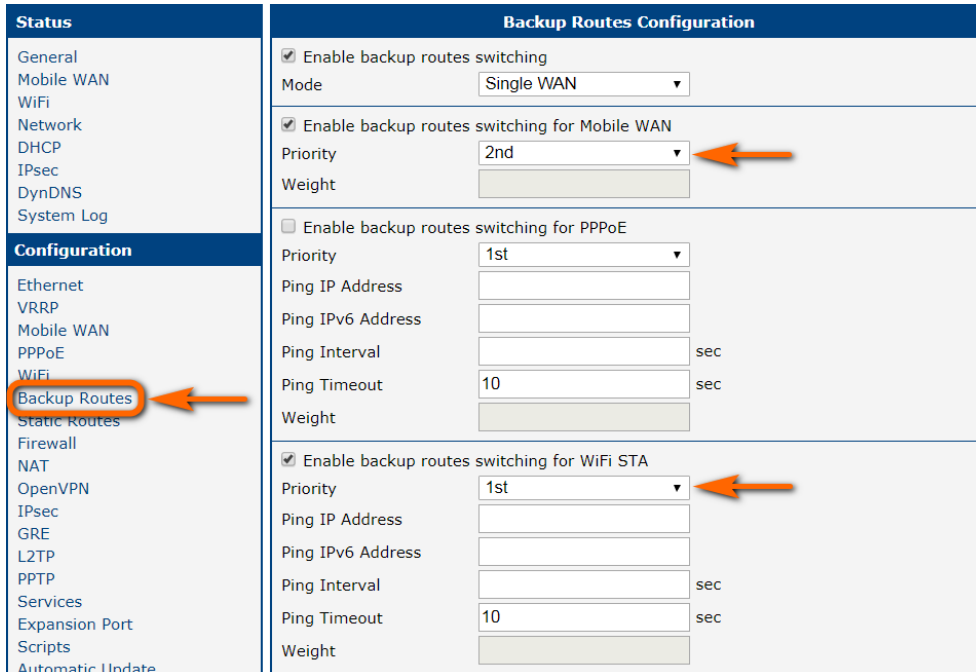 Status
General
Mobile WAN
WiFi
Network
DHCP
IPsec
DynDNS
System Log
Configuration
Ethernet
VRRP
Mobile WAN
PPPoE
WiFi
Backup Routes
Static Routes
Firewall
NAT
OpenVPN
IPsec
GRE
L2TP
PPTP
Services
Expansion Port
Scripts
Automatic Update
Backup Routes Configuration
Enable backup routes switching
Mode Single WAN
Enable backup routes switching for Mobile WAN
Priority 2nd
Weight
Enable backup routes switching for PPPoE
Priority 1st
Ping IP Address
Ping IPv6 Address
Ping Interval sec
Ping Timeout 10 sec
Weight
Enable backup routes switching for WiFi STA
Priority 1st
Ping IP Address
Ping IPv6 Address
Ping Interval sec
Ping Timeout 10 sec
Weight